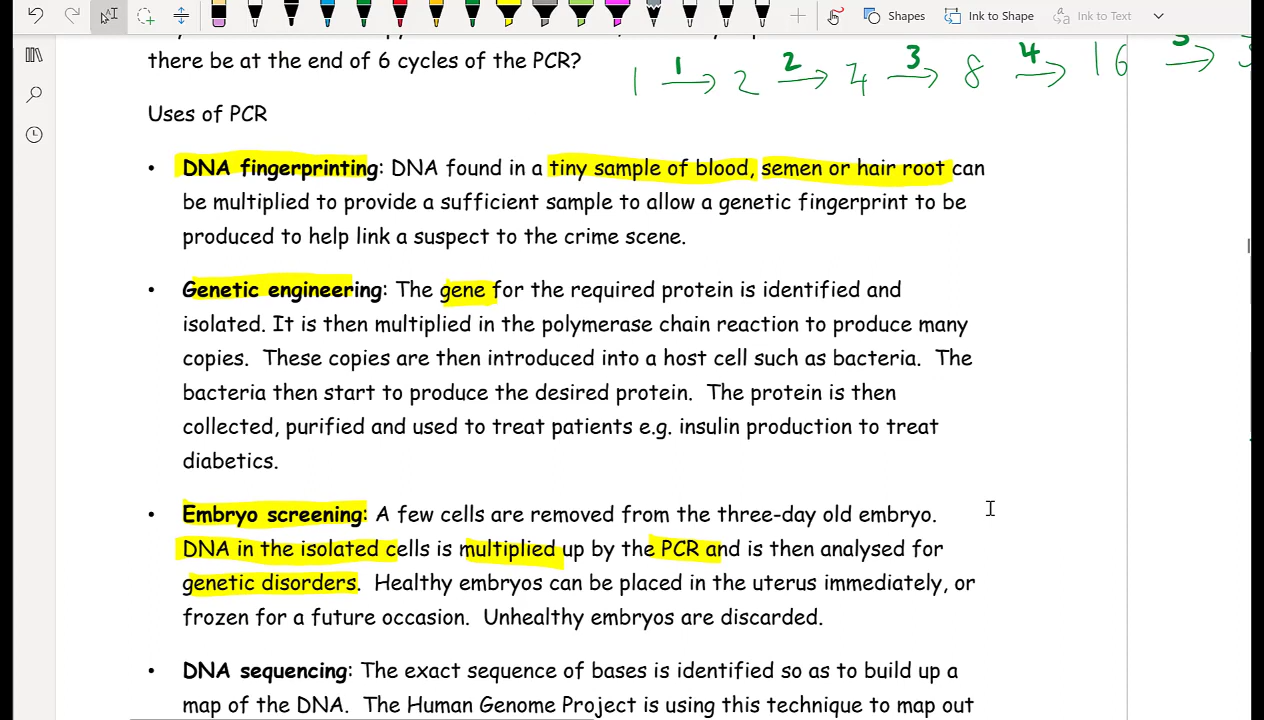 Shapes Ink to Shape Ink to Text
there be at the end of 6 cycles of the PCR?
1 2 3 4
1 2 4 8 16
Uses of PCR
• DNA fingerprinting: DNA found in a tiny sample of blood, semen or hair root can
be multiplied to provide a sufficient sample to allow a genetic fingerprint to be
produced to help link a suspect to the crime scene.
• Genetic engineering: The gene for the required protein is identified and
isolated. It is then multiplied in the polymerase chain reaction to produce many
copies. These copies are then introduced into a host cell such as bacteria. The
bacteria then start to produce the desired protein. The protein is then
collected, purified and used to treat patients e.g. insulin production to treat
diabetics.
• Embryo screening: A few cells are removed from the three-day old embryo.
DNA in the isolated cells is multiplied up by the PCR and is then analysed for
genetic disorders. Healthy embryos can be placed in the uterus immediately, or
frozen for a future occasion. Unhealthy embryos are discarded.
• DNA sequencing: The exact sequence of bases is identified so as to build up a
map of the DNA. The Human Genome Project is using this technique to map out